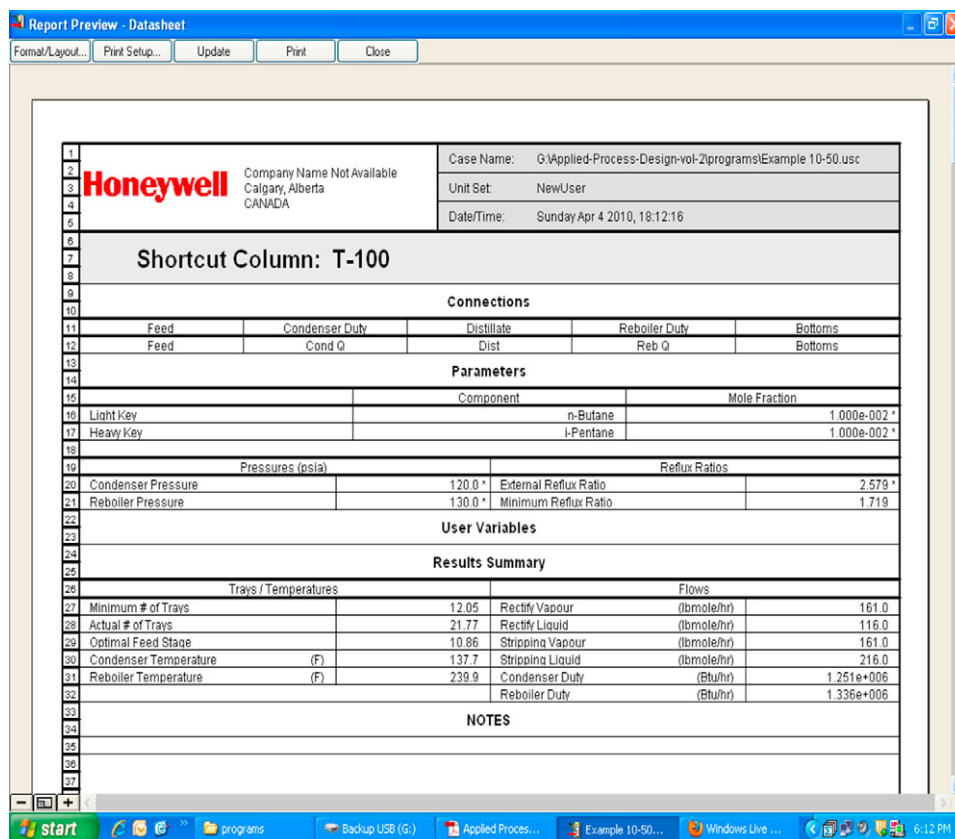 Report Preview - Datasheet
Format/Layout... Print Setup... Update Print Close
1
2
3
4
5
Honeywell
Company Name Not Available
Calgary, Alberta
CANADA
Case Name: G:\Applied-Process-Design-vol-2\programs\Example 10-50.usc
Unit Set: NewUser
Date/Time: Sunday Apr 4 2010, 18:12:16
6
7 Shortcut Column: T-100
8
9
10 Connections
11 Feed Condenser Duty Distillate Reboiler Duty Bottoms
12 Feed Cond Q Dist Reb Q Bottoms
13
14 Parameters
15 Component Mole Fraction
16 Light Key n-Butane 1.000e-002 *
17 Heavy Key i-Pentane 1.000e-002 *
18
19 Pressures (psia) Reflux Ratios
20 Condenser Pressure 120.0 * External Reflux Ratio 2.579 *
21 Reboiler Pressure 130.0 * Minimum Reflux Ratio 1.719
22
23 User Variables
24
25 Results Summary
26 Trays / Temperatures Flows
27 Minimum # of Trays 12.05 Rectify Vapour (lbmole/hr) 161.0
28 Actual # of Trays 21.77 Rectify Liquid (lbmole/hr) 116.0
29 Optimal Feed Stage 10.86 Stripping Vapour (lbmole/hr) 161.0
30 Condenser Temperature (F) 137.7 Stripping Liquid (lbmole/hr) 216.0
31 Reboiler Temperature (F) 239.9 Condenser Duty (Btu/hr) 1.251e+006
32 Reboiler Duty (Btu/hr) 1.336e+006
33
34 NOTES
35
36
37
start programs Backup USB (G:) Applied Proces... Example 10-50... Windows Live ... 6:12 PM